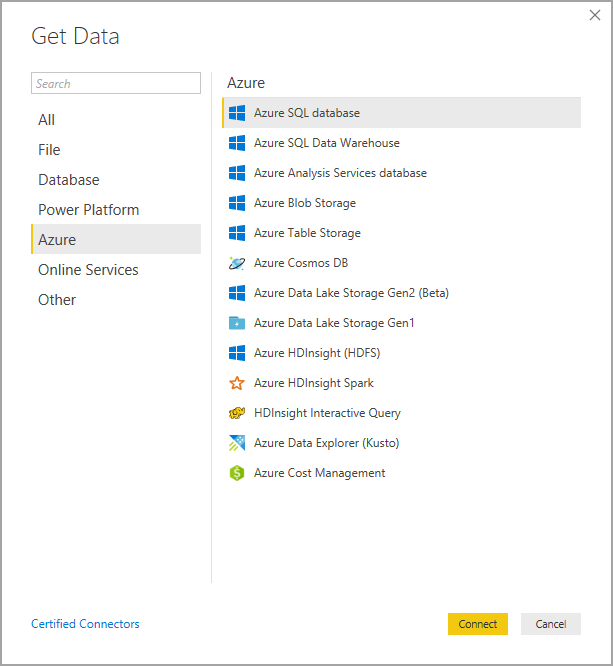 Get Data
Search
All
File
Database
Power Platform
Azure
Online Services
Other
Azure
Azure SQL database
Azure SQL Data Warehouse
Azure Analysis Services database
Azure Blob Storage
Azure Table Storage
Azure Cosmos DB
Azure Data Lake Storage Gen2 (Beta)
Azure Data Lake Storage Gen1
Azure HDInsight (HDFS)
Azure HDInsight Spark
HDInsight Interactive Query
Azure Data Explorer (Kusto)
Azure Cost Management
Certified Connectors
Connect
Cancel